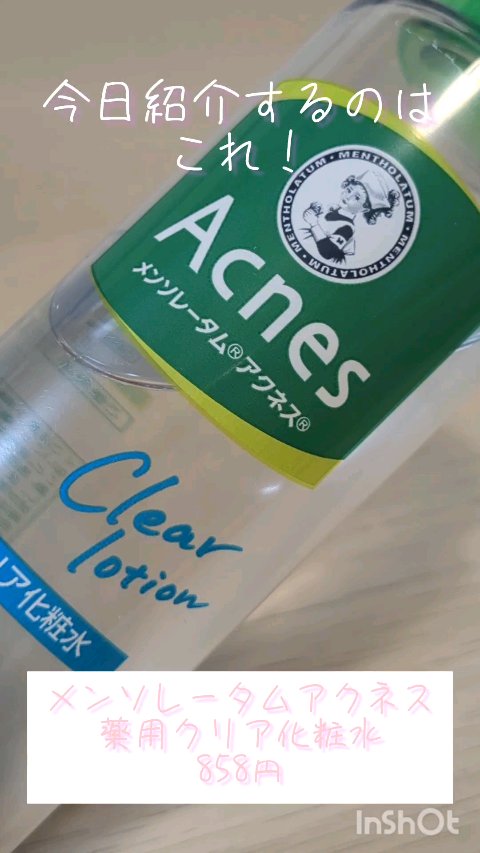 今日紹介するのは
これ！
MENTHOLATUM・MENTHOLATUM・MENTHOLATUM
Acnes
メンソレータム®アクネス®
Clear
lotion
リア化粧水
メンソレータムアクネス
薬用クリア化粧水
858円
InShOt